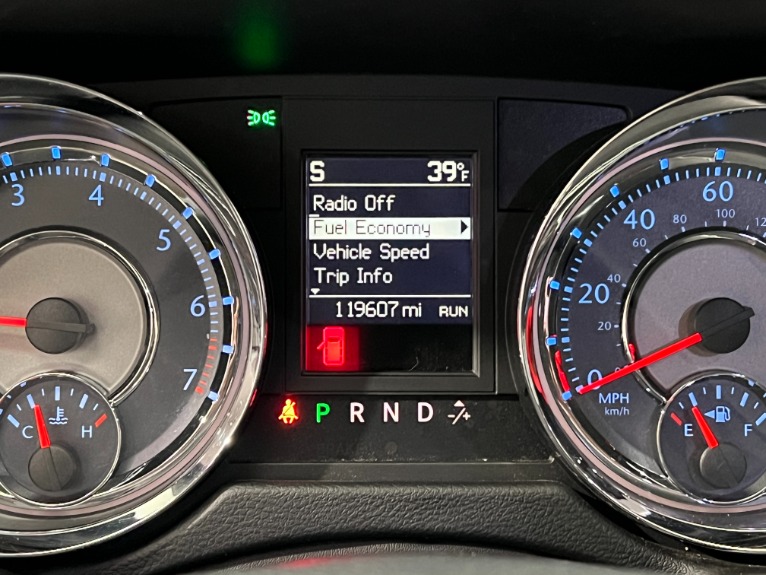 S 39°F
Radio Off
Fuel Economy
Vehicle Speed
Trip Info
119607 mi RUN
P R N D -/+
3 4 5 6 7
C H
0 20 40 60
20 40 60 80 100
MPH
km/h
E F